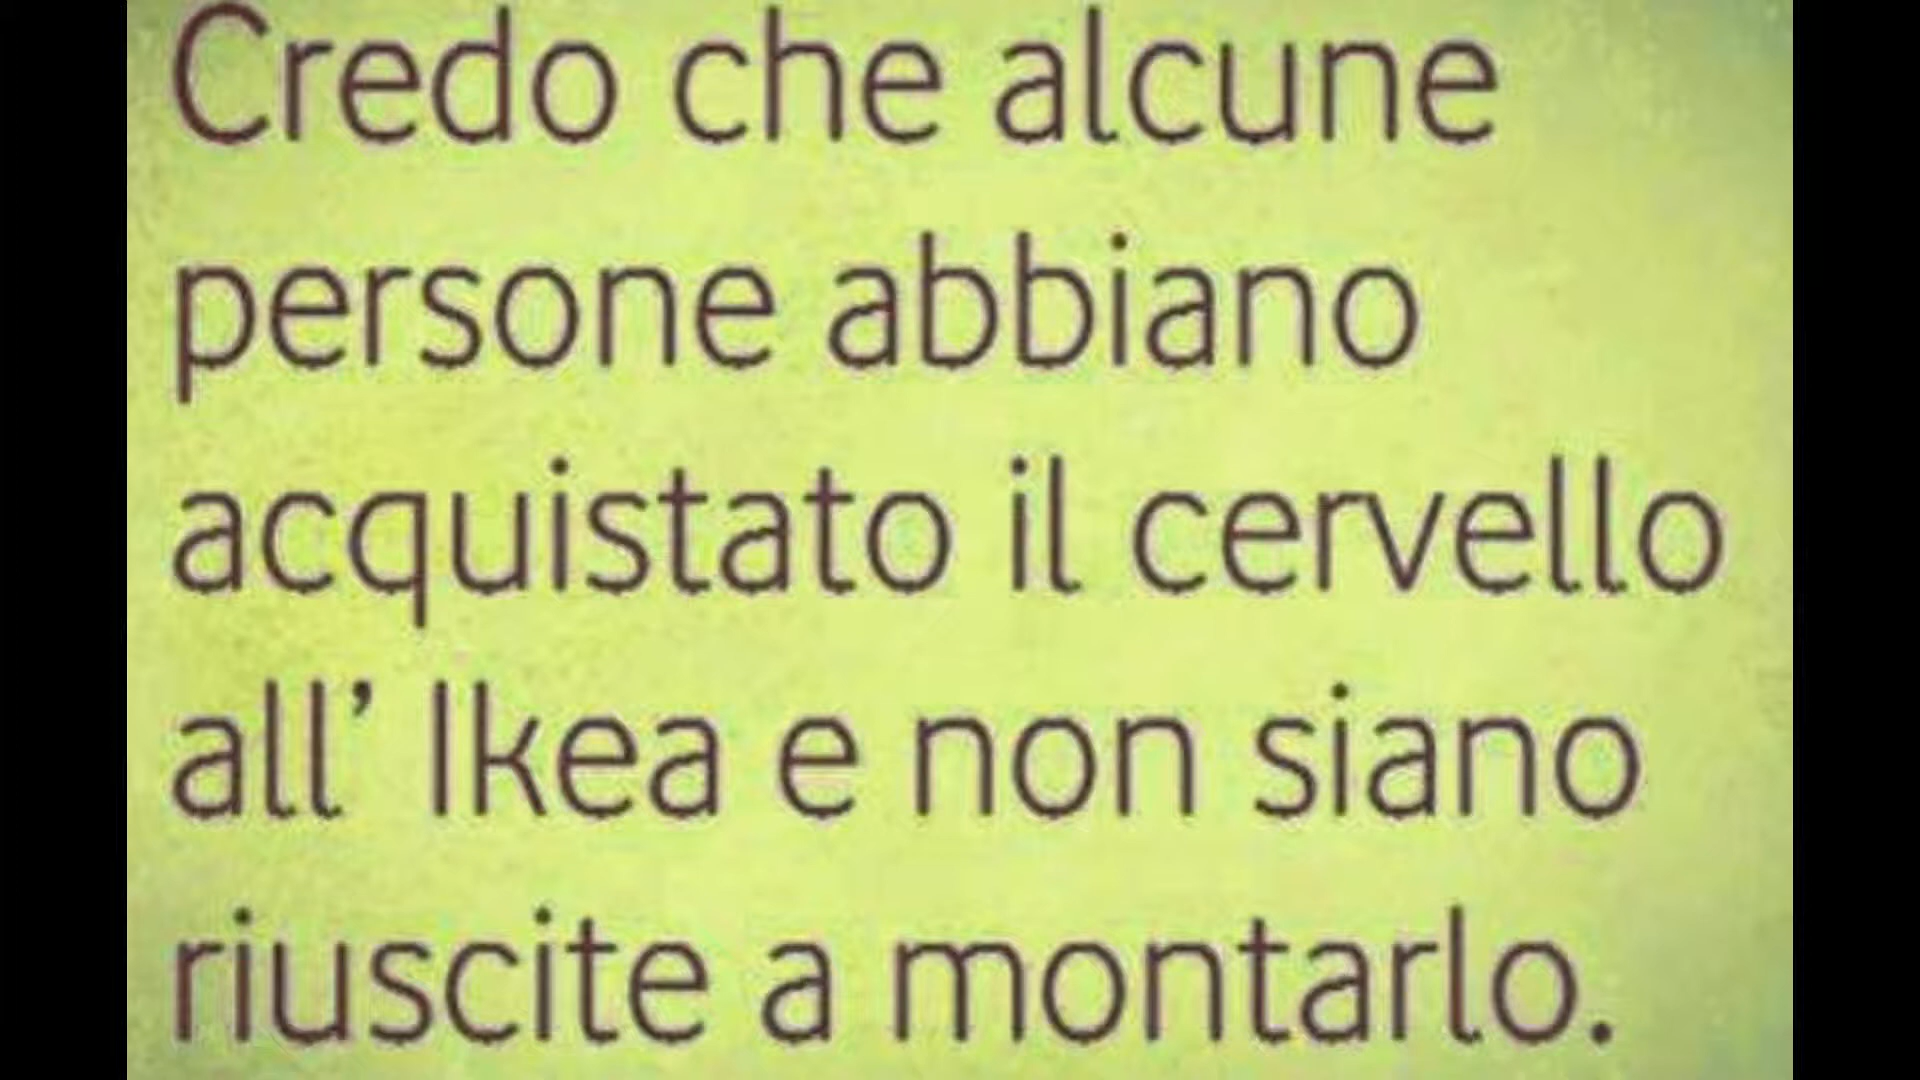 Credo che alcune
persone abbiano
acquistato il cervello
all' Ikea e non siano
riuscite a montarlo.